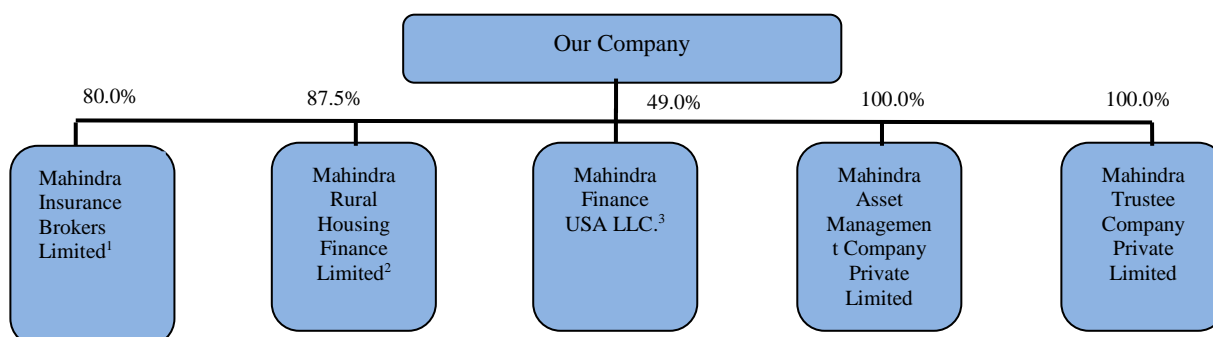 Our Company
80.0%
87.5%
49.0%
100.0%
100.0%
Mahindra
Insurance
Brokers
Limited1
Mahindra
Rural
Housing
Finance
Limited2
Mahindra
Finance
USA LLC.3
Mahindra
Asset
Managemen
t Company
Private
Limited
Mahindra
Trustee
Company
Private
Limited